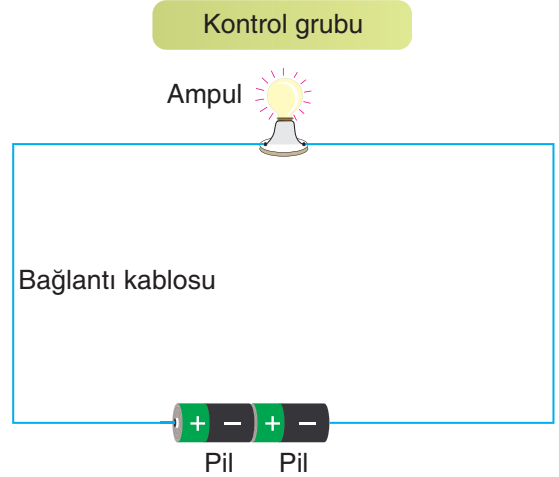 Kontrol grubu
Ampul
Bağlantı kablosu
+ − + −
Pil Pil